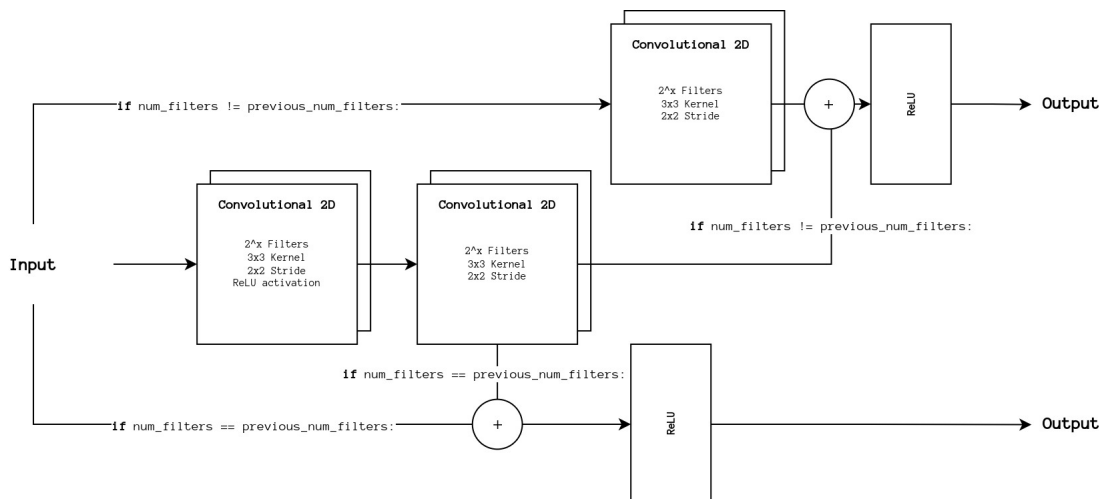 Convolutional 2D
2^x Filters
3x3 Kernel
2x2 Stride
+
ReLU
Output
if num_filters != previous_num_filters:
Convolutional 2D
2^x Filters
3x3 Kernel
2x2 Stride
ReLU activation
Convolutional 2D
2^x Filters
3x3 Kernel
2x2 Stride
if num_filters != previous_num_filters:
Input
if num_filters == previous_num_filters:
if num_filters == previous_num_filters:
+
ReLU
Output